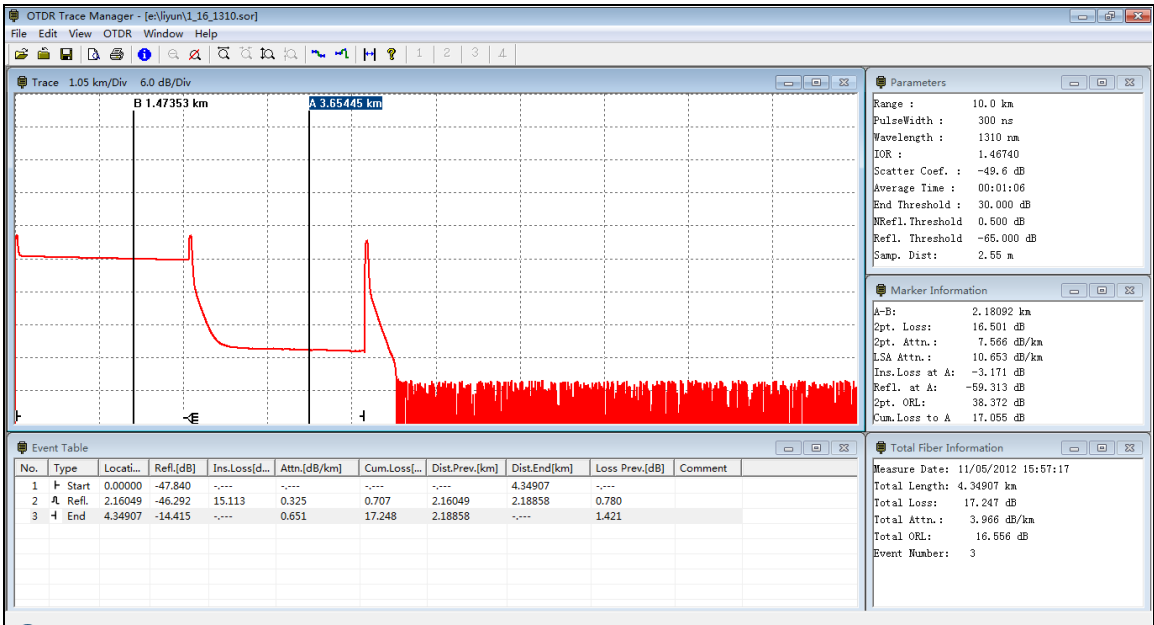 OTDR Trace Manager - [e:\liyun\1_16_1310.sor]
File Edit View OTDR Window Help
1 2 3 4
Trace 1.05 km/Div 6.0 dB/Div
B 1.47353 km
A 3.65445 km
Parameters
Range : 10.0 km
PulseWidth : 300 ns
Wavelength : 1310 nm
IOR : 1.46740
Scatter Coef. : -49.6 dB
Average Time : 00:01:06
End Threshold : 30.000 dB
NRefl.Threshold 0.500 dB
Refl. Threshold -65.000 dB
Samp. Dist: 2.55 m
Marker Information
A-B: 2.18092 km
2pt. Loss: 16.501 dB
2pt. Attn.: 7.566 dB/km
LSA Attn.: 10.653 dB/km
Ins.Loss at A: -3.171 dB
Refl. at A: -59.313 dB
2pt. ORL: 38.372 dB
Cum.Loss to A 17.055 dB
Event Table
No. Type Locati... Refl.[dB] Ins.Loss[d... Attn.[dB/km] Cum.Loss[... Dist.Prev.[km] Dist.End[km] Loss Prev.[dB] Comment
1 Start 0.00000 -47.840 -,--- -,--- -,--- -,--- 4.34907 -,---
2 Refl. 2.16049 -46.292 15.113 0.325 0.707 2.16049 2.18858 0.780
3 End 4.34907 -14.415 -,--- 0.651 17.248 2.18858 -,--- 1.421
Total Fiber Information
Measure Date: 11/05/2012 15:57:17
Total Length: 4.34907 km
Total Loss: 17.247 dB
Total Attn.: 3.966 dB/km
Total ORL: 16.556 dB
Event Number: 3